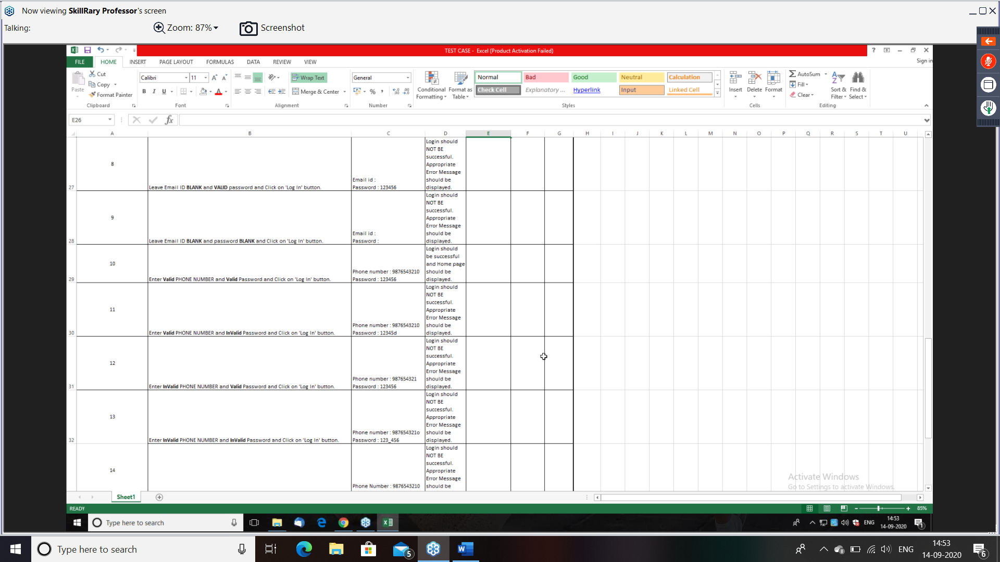 Now viewing SkillRary Professor's screen
Talking:
Zoom: 87%
Screenshot
TEST CASE - Excel (Product Activation Failed)
FILE HOME INSERT PAGE LAYOUT FORMULAS DATA REVIEW VIEW
Sign in
Paste
Cut
Copy
Format Painter
Clipboard
Calibri 11
B I U
Font
Wrap Text
Merge & Center
Alignment
General
%
Number
Conditional Formatting
Format as Table
Normal Bad Good Neutral Calculation
Check Cell Explanatory ... Hyperlink Input Linked Cell
Styles
Insert Delete Format
Cells
AutoSum
Fill
Clear
Sort & Filter
Find & Select
Editing
E26
fx
A B C D E F G H I J K L M N O P Q R S T U
27
8
Leave Email ID BLANK and VALID password and Click on 'Log In' button.
Email id :
Password : 123456
Login should
NOT BE
successful.
Appropriate
Error Message
should be
displayed.
28
9
Leave Email ID BLANK and password BLANK and Click on 'Log In' button.
Email id :
Password :
Login should
NOT BE
successful.
Appropriate
Error Message
should be
displayed.
29
10
Enter Valid PHONE NUMBER and Valid Password and Click on 'Log In' button.
Phone number : 9876543210
Password : 123456
Login should
be successful
and Home page
should be
displayed.
30
11
Enter Valid PHONE NUMBER and InValid Password and Click on 'Log In' button.
Phone number : 9876543210
Password : 12345d
Login should
NOT BE
successful.
Appropriate
Error Message
should be
displayed.
31
12
Enter InValid PHONE NUMBER and Valid Password and Click on 'Log In' button.
Phone number : 987654321
Password : 123456
Login should
NOT BE
successful.
Appropriate
Error Message
should be
displayed.
32
13
Enter InValid PHONE NUMBER and InValid Password and Click on 'Log In' button.
Phone number : 987654321o
Password : 123_456
Login should
NOT BE
successful.
Appropriate
Error Message
should be
displayed.
14
Phone Number : 9876543210
Login should
NOT BE
successful.
Appropriate
Error Message
should be
Activate Windows
Go to Settings to activate Windows.
Sheet1
READY
85%
Type here to search
ENG
14:53
14-09-2020
1
Type here to search
5
ENG
14:53
14-09-2020
6